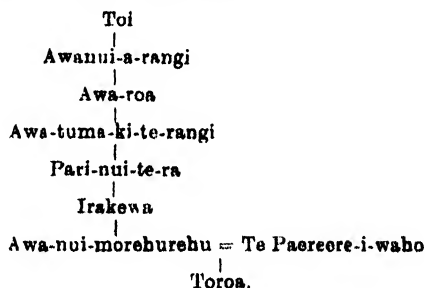 Toi
Awanui-a-rangi
Awa-roa
Awa-tuma-ki-te-rangi
Pari-nui-te-ra
Irakewa
Awa-nui-morehurehu = Te Paereere-i-waho
Toroa.